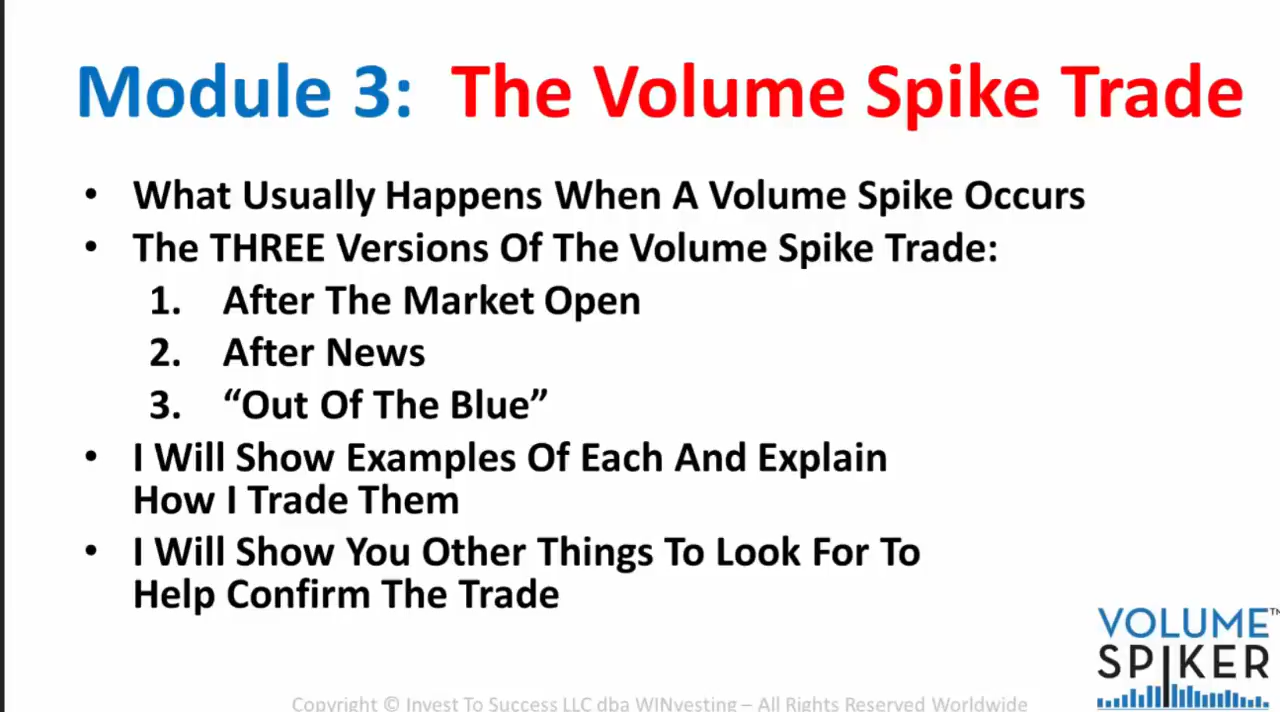 Module 3: The Volume Spike Trade
• What Usually Happens When A Volume Spike Occurs
• The THREE Versions Of The Volume Spike Trade:
1. After The Market Open
2. After News
3. “Out Of The Blue”
• I Will Show Examples Of Each And Explain
How I Trade Them
• I Will Show You Other Things To Look For To
Help Confirm The Trade
VOLUME™
SPIKER
Copyright © Invest To Success LLC dba WINvesting – All Rights Reserved Worldwide